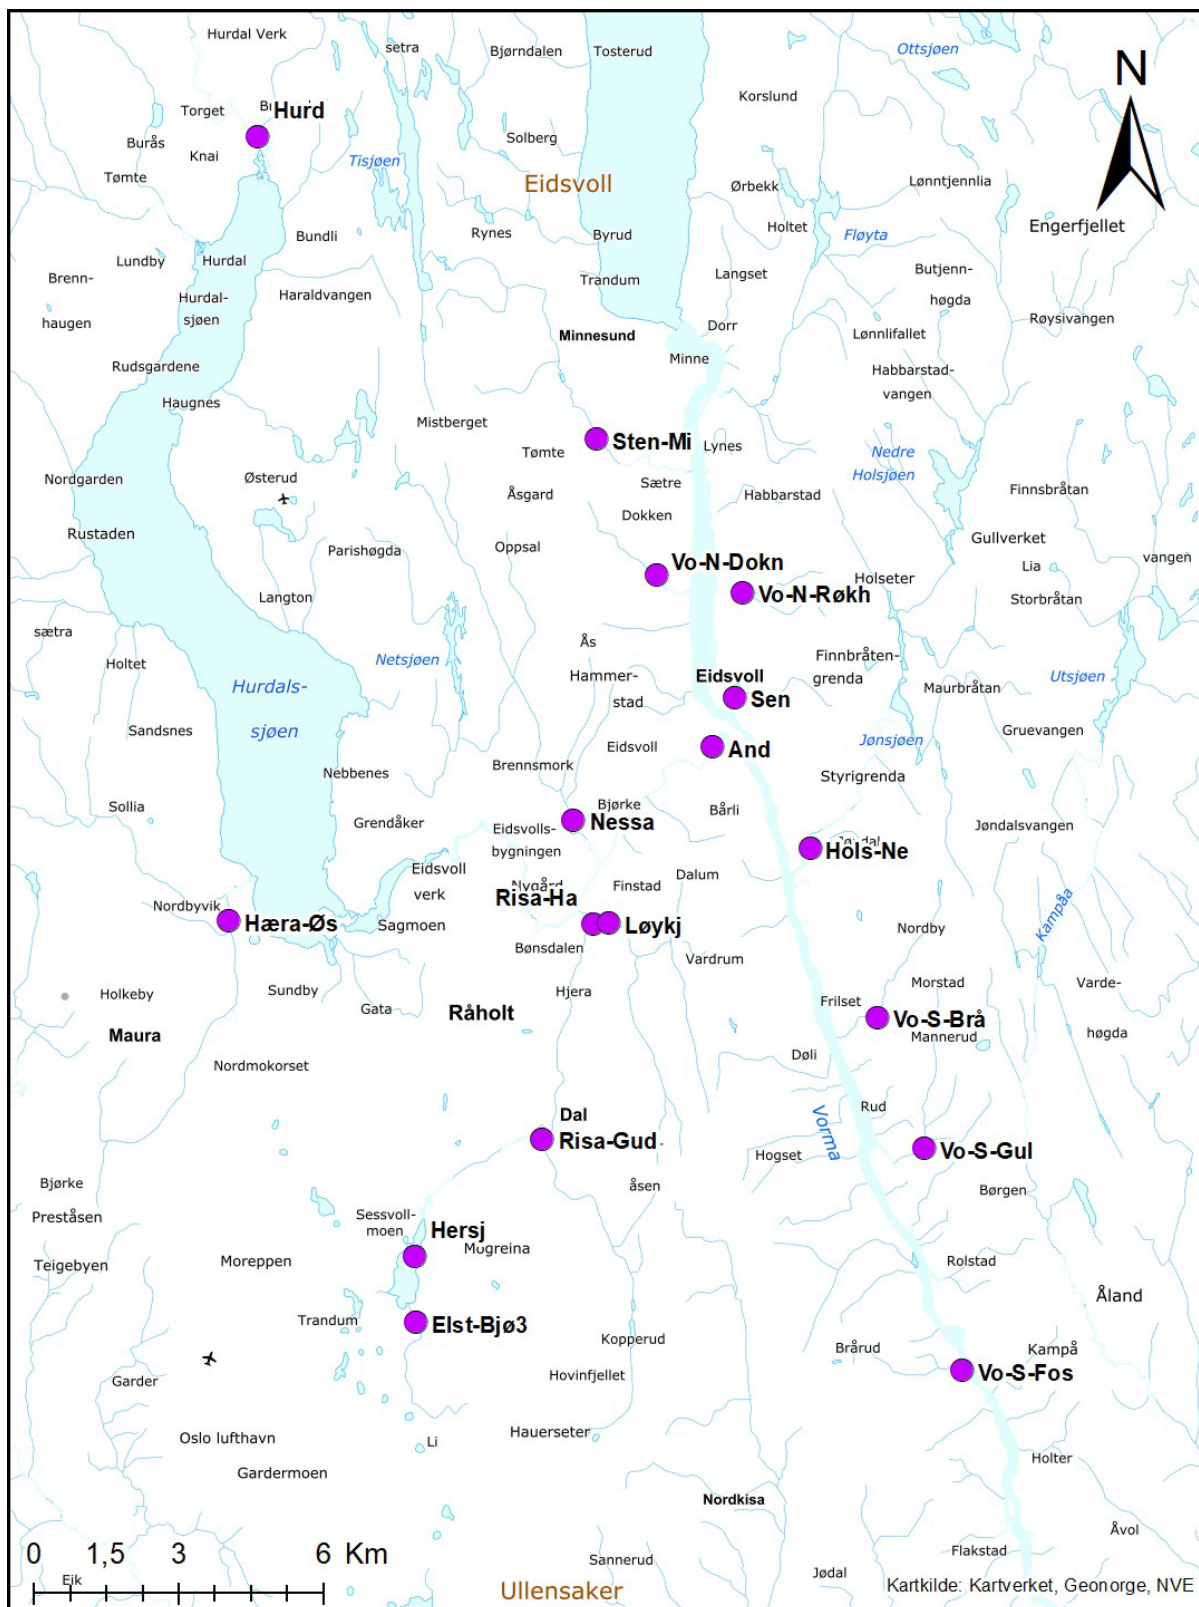 Hurdal Verk
setra
Bjørndalen
Tosterud
Ottsjøen
N
Korslund
Torget
Hurd
Burås
Knai
Solberg
Tisjøen
Tømte
Eidsvoll
Ørbekk
Lønntjennlia
Holtet
Engerfjellet
Bundli
Rynes
Byrud
Fløyta
Lundby
Hurdal
Langset
Butjenn-
høgda
Brenn-
haugen
Hurdal-
sjøen
Haraldvangen
Trandum
Minnesund
Dorr
Lønnlifallet
Røysivangen
Minne
Rudsgardene
Habbarstad-
vangen
Haugnes
Mistberget
Sten-Mi
Lynes
Tømte
Nedre
Holsjøen
Nordgarden
Østerud
Åsgard
Sætre
Habbarstad
Finnsbråtan
Dokken
Rustaden
Parishøgda
Oppsal
Gullverket
vangen
Vo-N-Dokn
Lia
Langton
Vo-N-Røkh
Holseter
Storbråtan
sætra
Holtet
Netsjøen
Ås
Hammer-
stad
Finnbråten-
grenda
Eidsvoll
Sen
Maurbråtan
Utsjøen
Hurdals-
sjøen
Sandsnes
Eidsvoll
And
Jønsjøen
Gruevangen
Nebbenes
Brennsmork
Styrigrenda
Sollia
Grendåker
Bjørke
Nessa
Bårli
Jøndalsvangen
Eidsvolls-
bygningen
Hols-Ne
Eidsvoll
verk
Nygård
Finstad
Dalum
Risa-Ha
Nordbyvik
Hæra-Øs
Sagmoen
Løykj
Nordby
Kampåa
Bønsdalen
Vardrum
Holkeby
Sundby
Gata
Hjera
Råholt
Frilset
Morstad
Varde-
høgda
Maura
Vo-S-Brå
Mannerud
Nordmokorset
Døli
Dal
Risa-Gud
Rud
Vorma
Vo-S-Gul
Hogset
Bjørke
åsen
Børgen
Preståsen
Sessvoll-
moen
Hersj
Mogreina
Teigebyen
Moreppen
Rolstad
Åland
Trandum
Elst-Bjø3
Kopperud
Brårud
Kampå
Vo-S-Fos
Garder
Hovinfjellet
Oslo lufthavn
Li
Hauerseter
Gardermoen
Holter
Nordkisa
Åvol
0 1,5 3 6 Km
Eik
Sannerud
Flakstad
Jødal
Ullensaker
Kartkilde: Kartverket, Geonorge, NVE